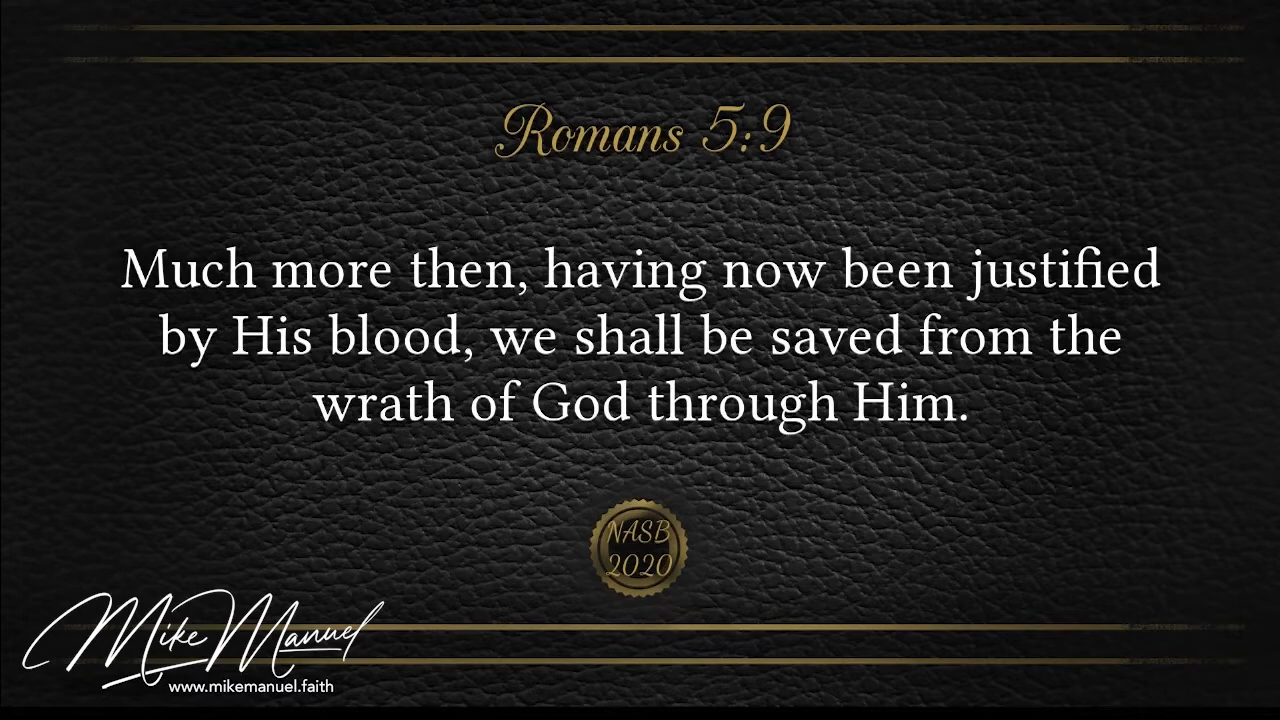 Romans 5:9
Much more then, having now been justified
by His blood, we shall be saved from the
wrath of God through Him.
NASB
2020
Mike Manuel
www.mikemanuel.faith